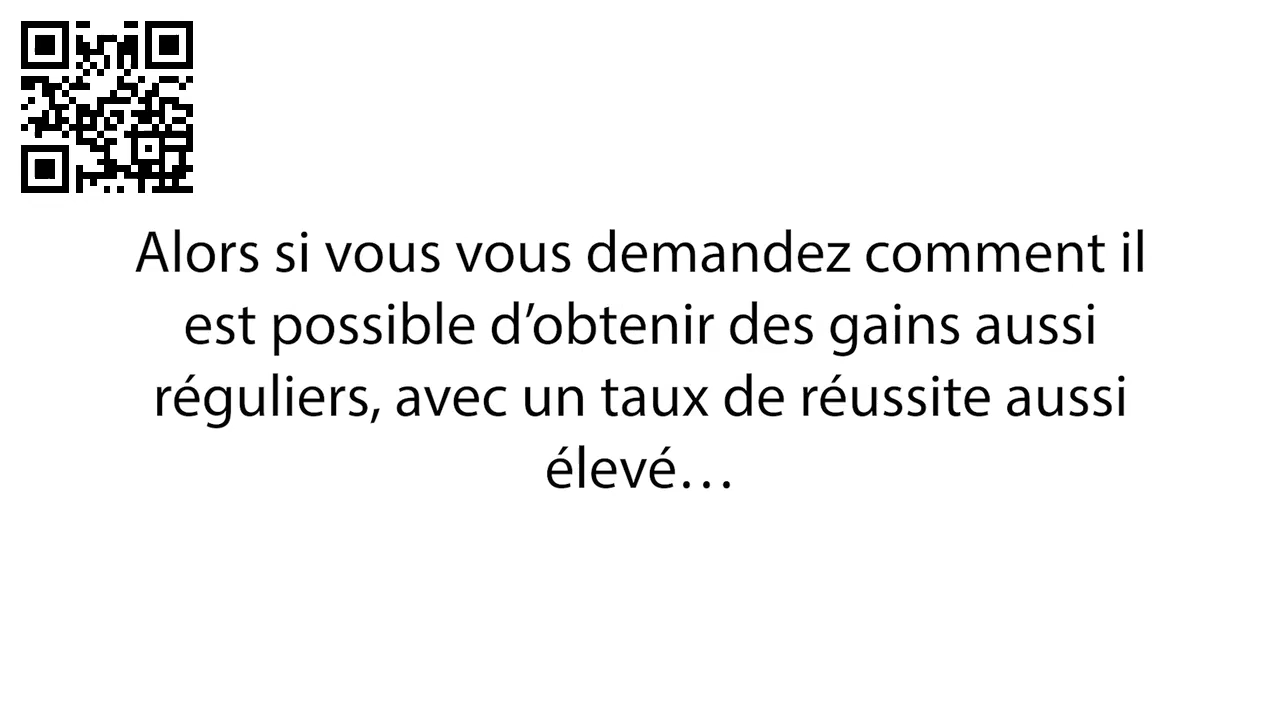 Alors si vous vous demandez comment il
est possible d’obtenir des gains aussi
réguliers, avec un taux de réussite aussi
élevé…